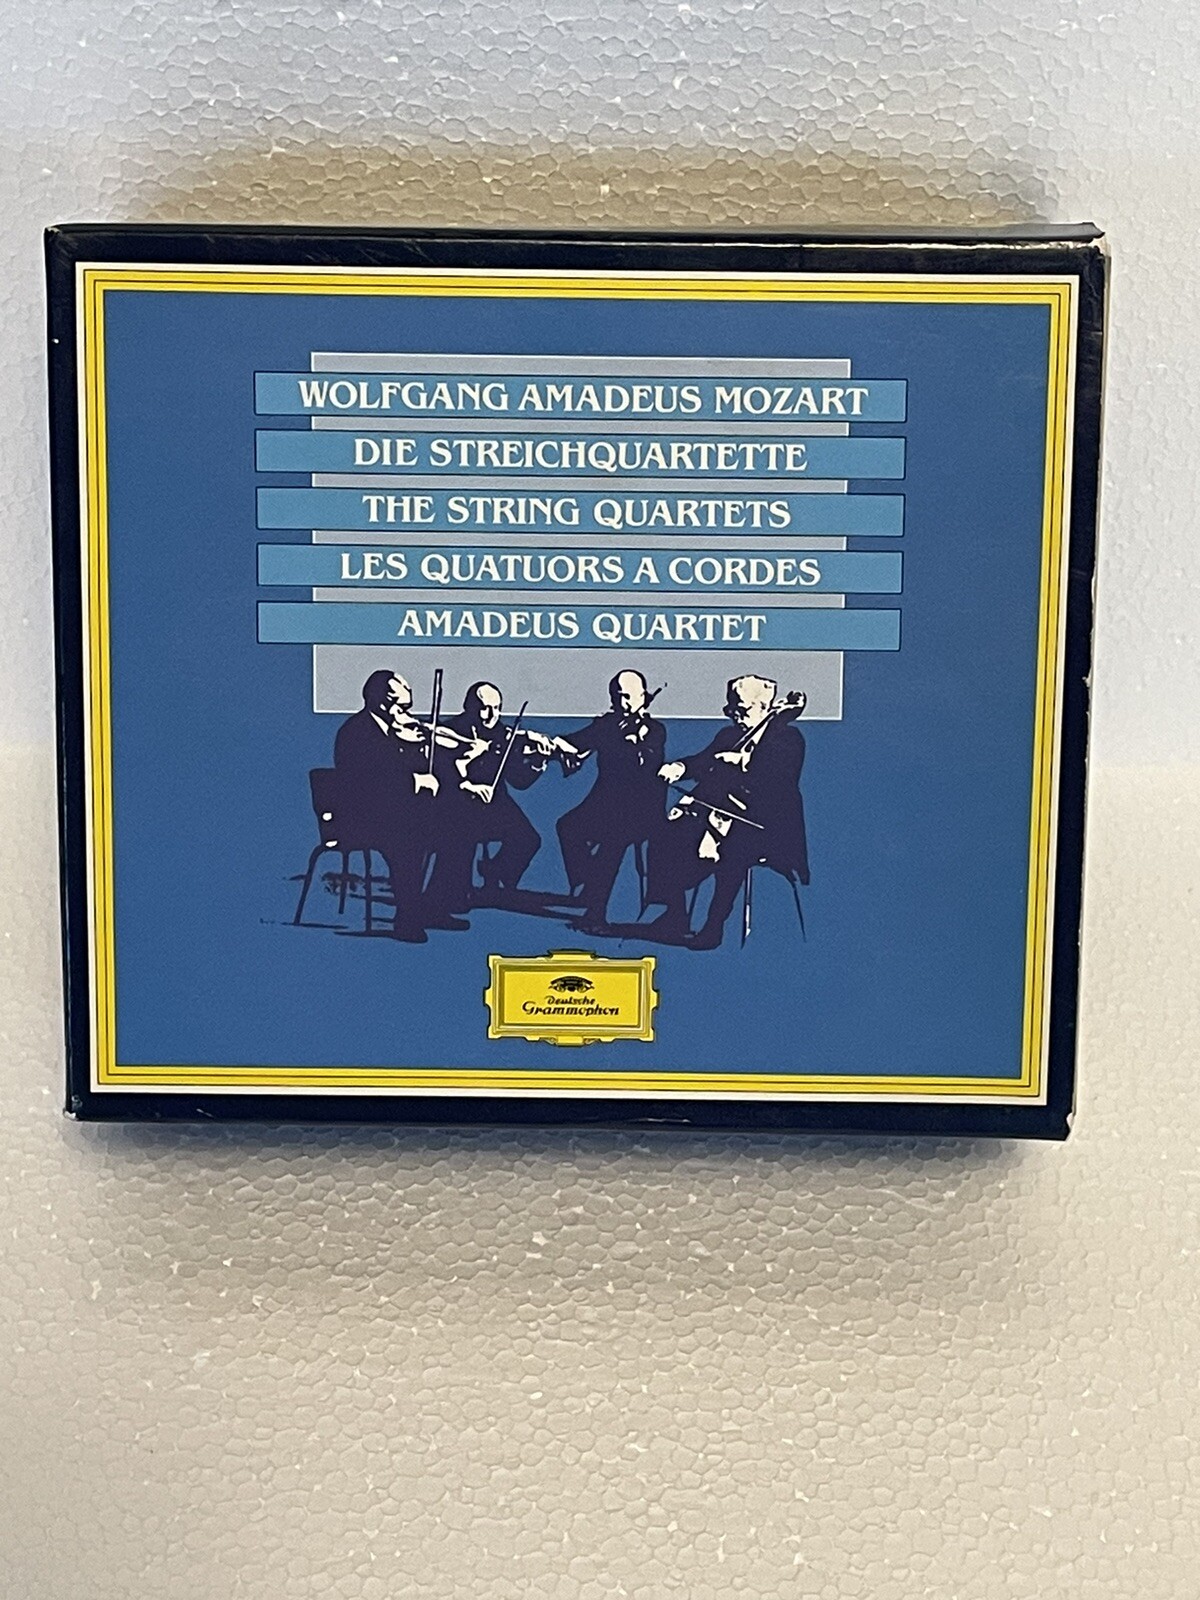 WOLFGANG AMADEUS MOZART
DIE STREICHQUARTETTE
THE STRING QUARTETS
LES QUATUORS A CORDES
AMADEUS QUARTET
Deutsche
Grammophon